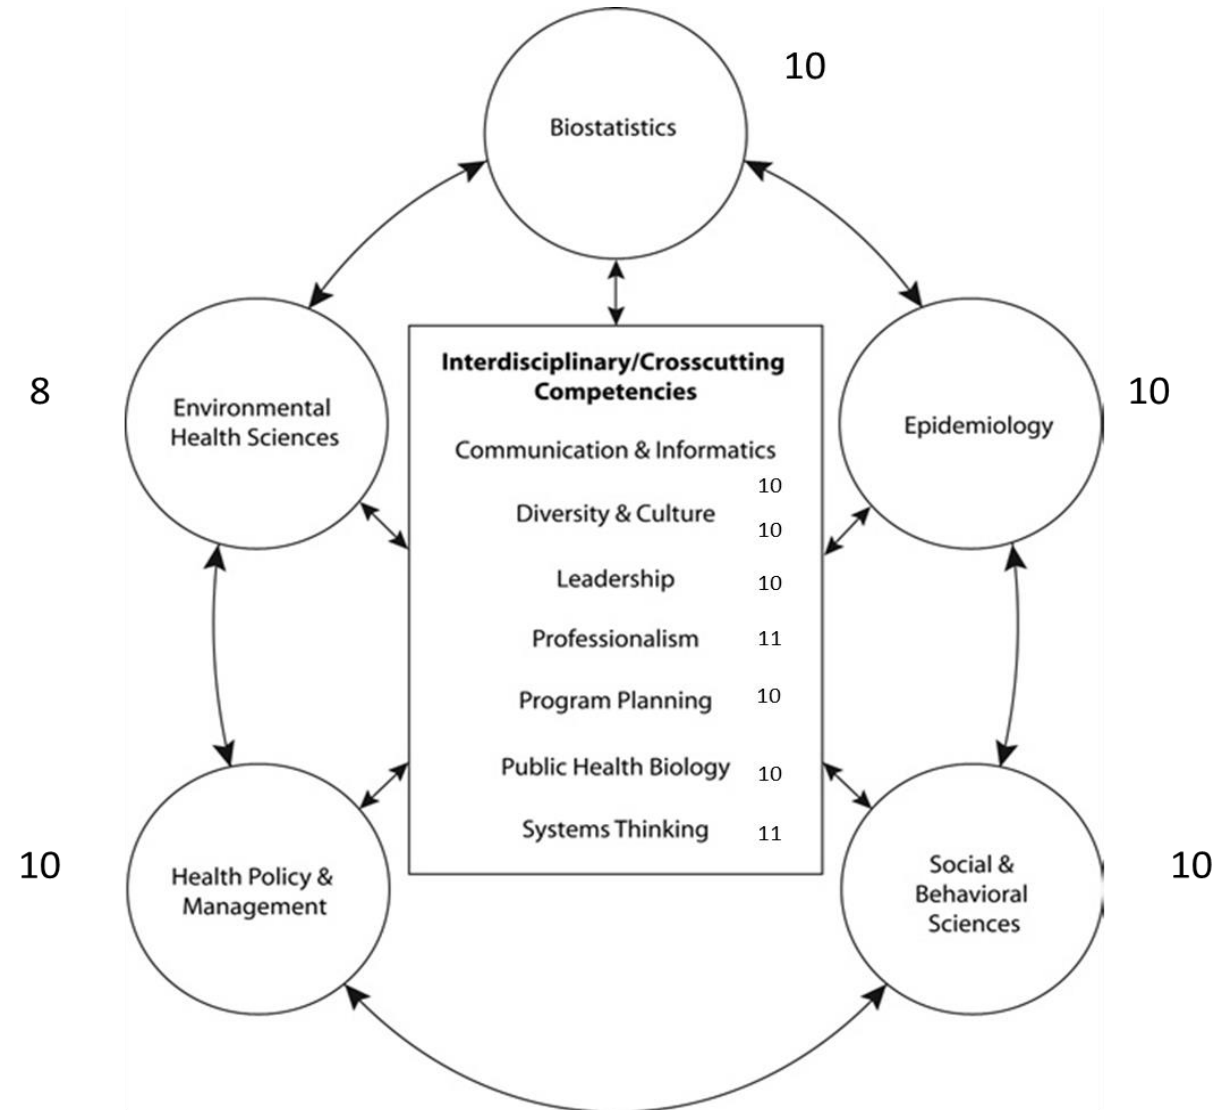 10
Biostatistics
8
Environmental
Health Sciences
Interdisciplinary/Crosscutting
Competencies
Communication & Informatics
10
Diversity & Culture
10
Leadership 10
Professionalism 11
Program Planning 10
Public Health Biology 10
Systems Thinking 11
Epidemiology
10
10
Health Policy &
Management
Social &
Behavioral
Sciences
10